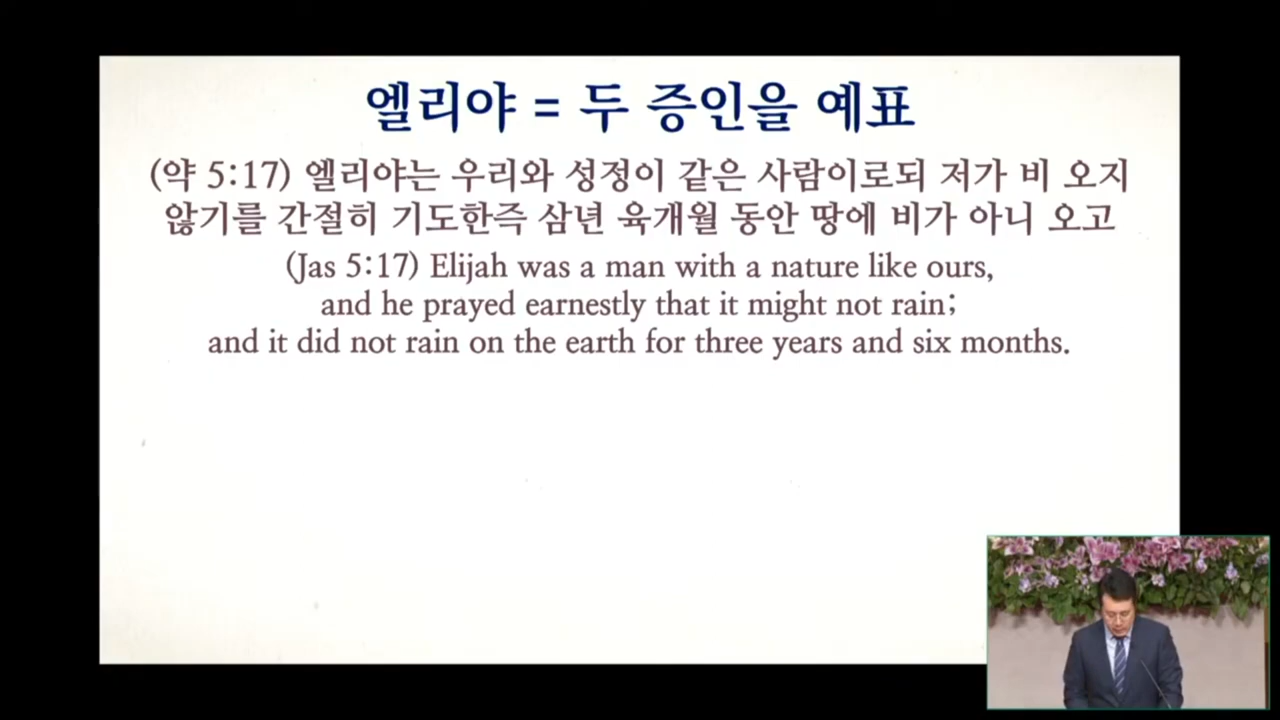 엘리야 = 두 증인을 예표
(약 5:17) 엘리야는 우리와 성정이 같은 사람이로되 저가 비 오지
않기를 간절히 기도한즉 삼년 육개월 동안 땅에 비가 아니 오고
(Jas 5:17) Elijah was a man with a nature like ours,
and he prayed earnestly that it might not rain;
and it did not rain on the earth for three years and six months.